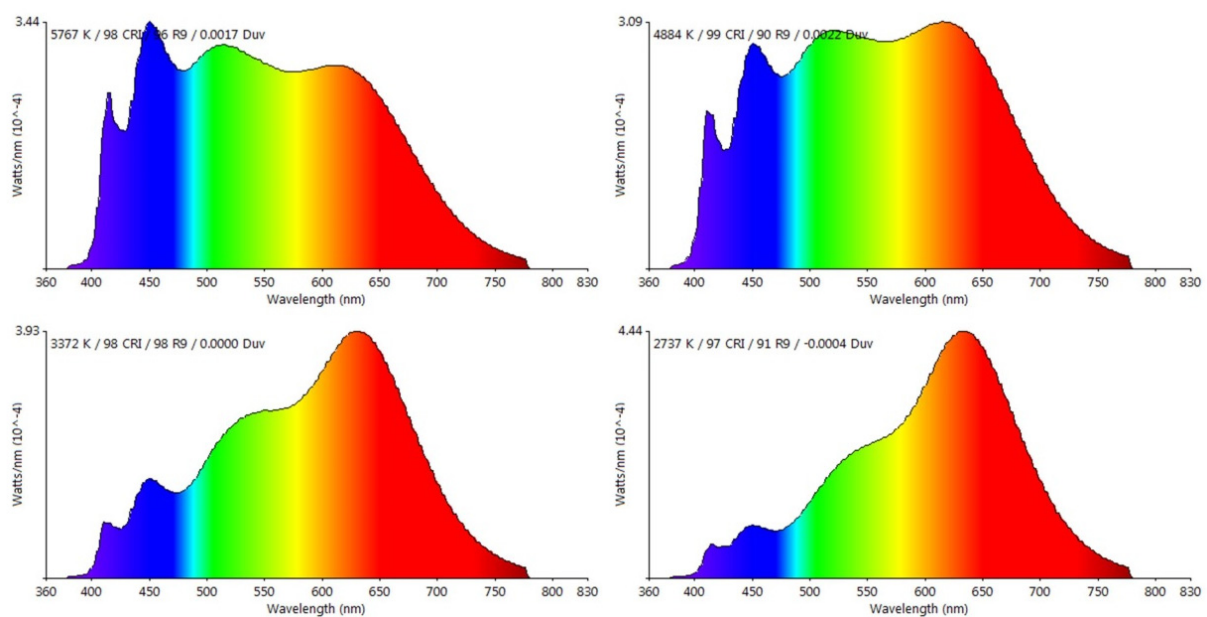 3.44
5767 K / 98 CRI / 96 R9 / 0.0017 Duv
Watts/nm (10^-4)
360 400 450 500 550 600 650 700 750 800 830
Wavelength (nm)
3.09
4884 K / 99 CRI / 90 R9 / 0.0022 Duv
Watts/nm (10^-4)
360 400 450 500 550 600 650 700 750 800 830
Wavelength (nm)
3.93
3372 K / 98 CRI / 98 R9 / 0.0000 Duv
Watts/nm (10^-4)
360 400 450 500 550 600 650 700 750 800 830
Wavelength (nm)
4.44
2737 K / 97 CRI / 91 R9 / -0.0004 Duv
Watts/nm (10^-4)
360 400 450 500 550 600 650 700 750 800 830
Wavelength (nm)